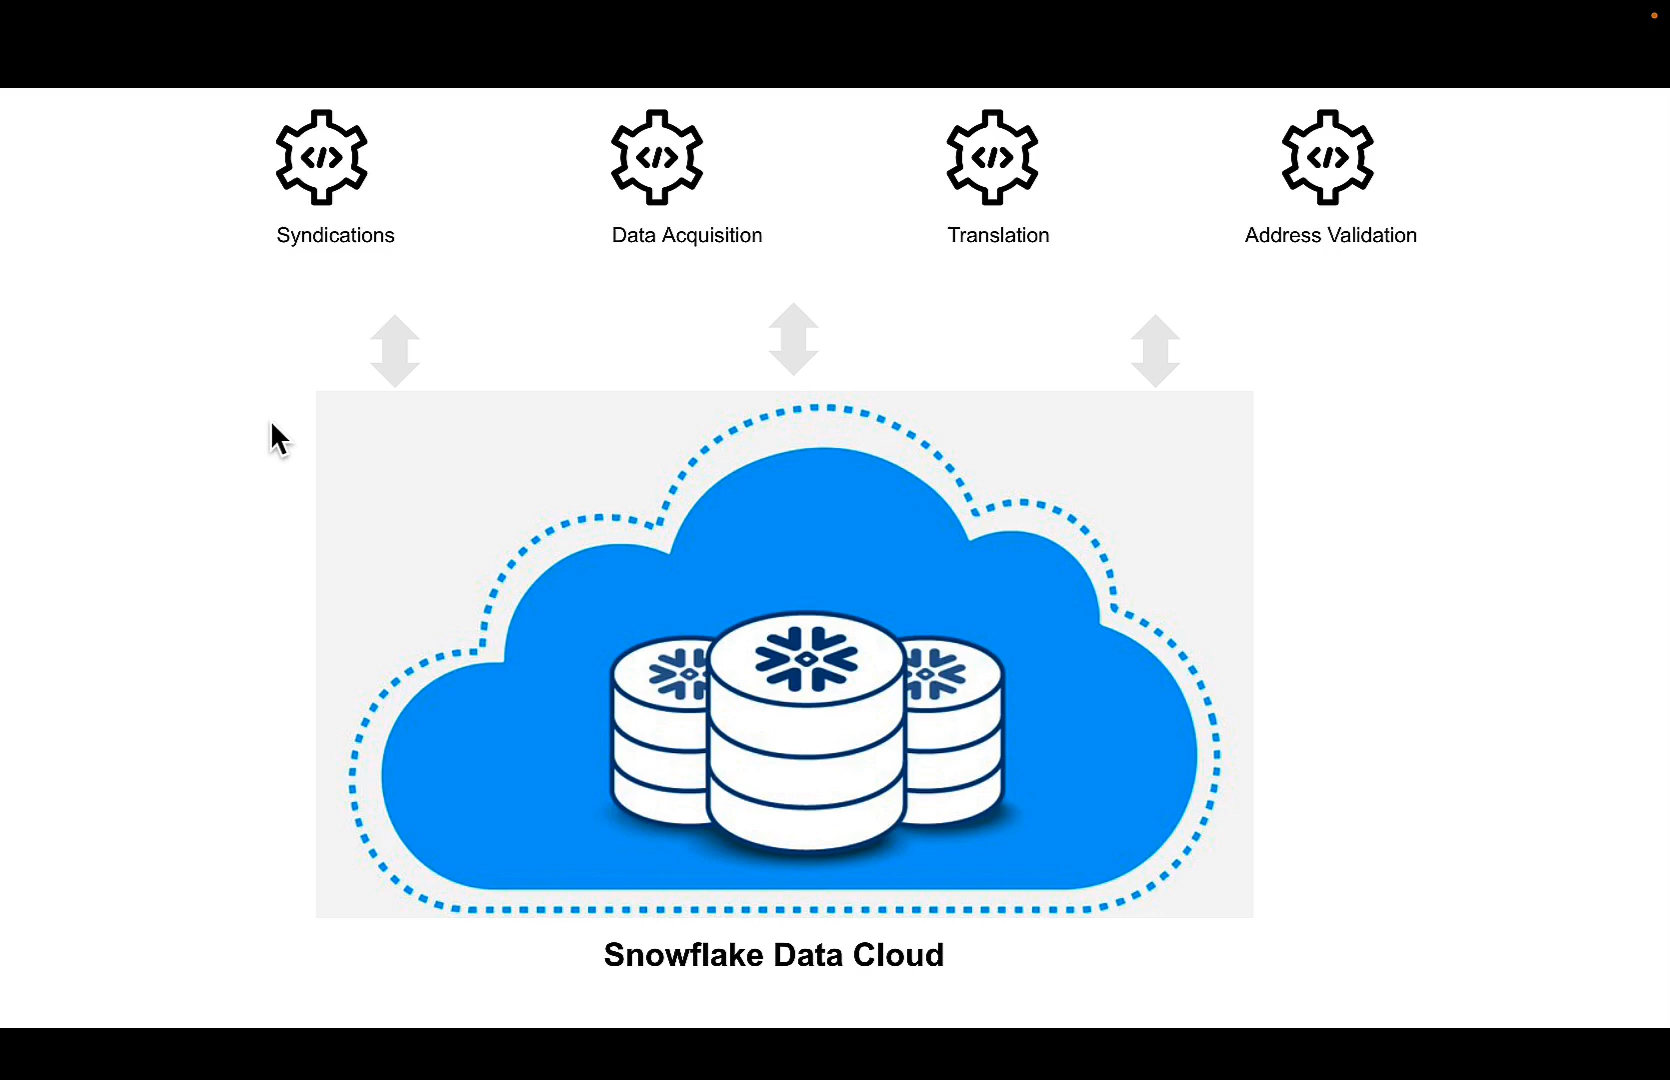 Syndications
Data Acquisition
Translation
Address Validation
Snowflake Data Cloud